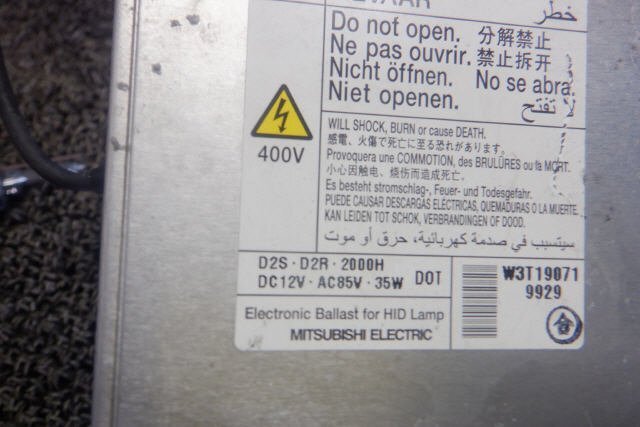 خطر
Do not open. 分解禁止
Ne pas ouvrir. 禁止拆开
Nicht öffnen. No se abra.
Niet openen. لا تفتح
400V
WILL SHOCK, BURN or cause DEATH.
感電、火傷で死亡に至る恐れがあります。
Provoquera une COMMOTION, des BRULÛRES ou la MORT.
小心因触电、烧伤而造成死亡。
Es besteht stromschlag-, Feuer- und Todesgefahr.
PUEDE CAUSAR DESCARGAS ELÉCTRICAS, QUEMADURAS O LA MUERTE
KAN LEIDEN TOT SCHOK, VERBRANDINGEN OF DOOD.
سيتسبب في صدمة كهربائية، حرق أو موت
D2S · D2R · 2000H
DC12V · AC85V · 35W DOT
W3T19071
9929
Electronic Ballast for HID Lamp
MITSUBISHI ELECTRIC
合